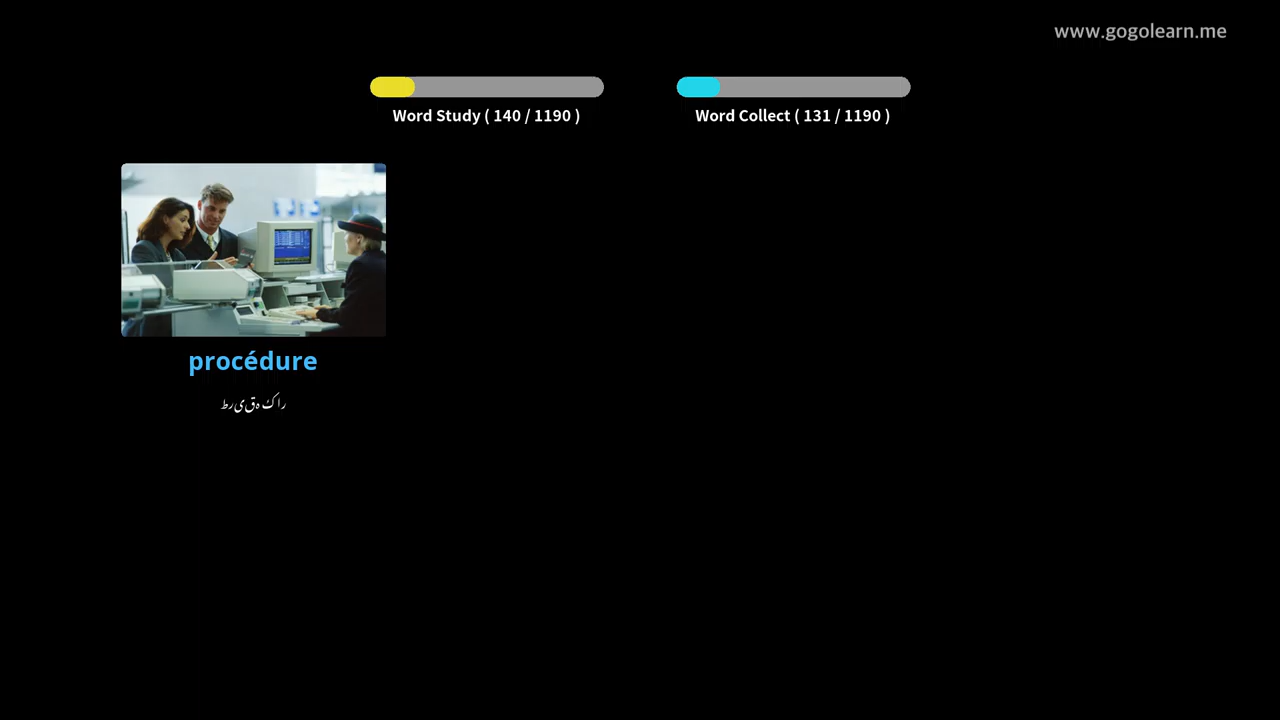 www.gogolearn.me
Word Study ( 140 / 1190 )
Word Collect ( 131 / 1190 )
procédure
طریقہ کار